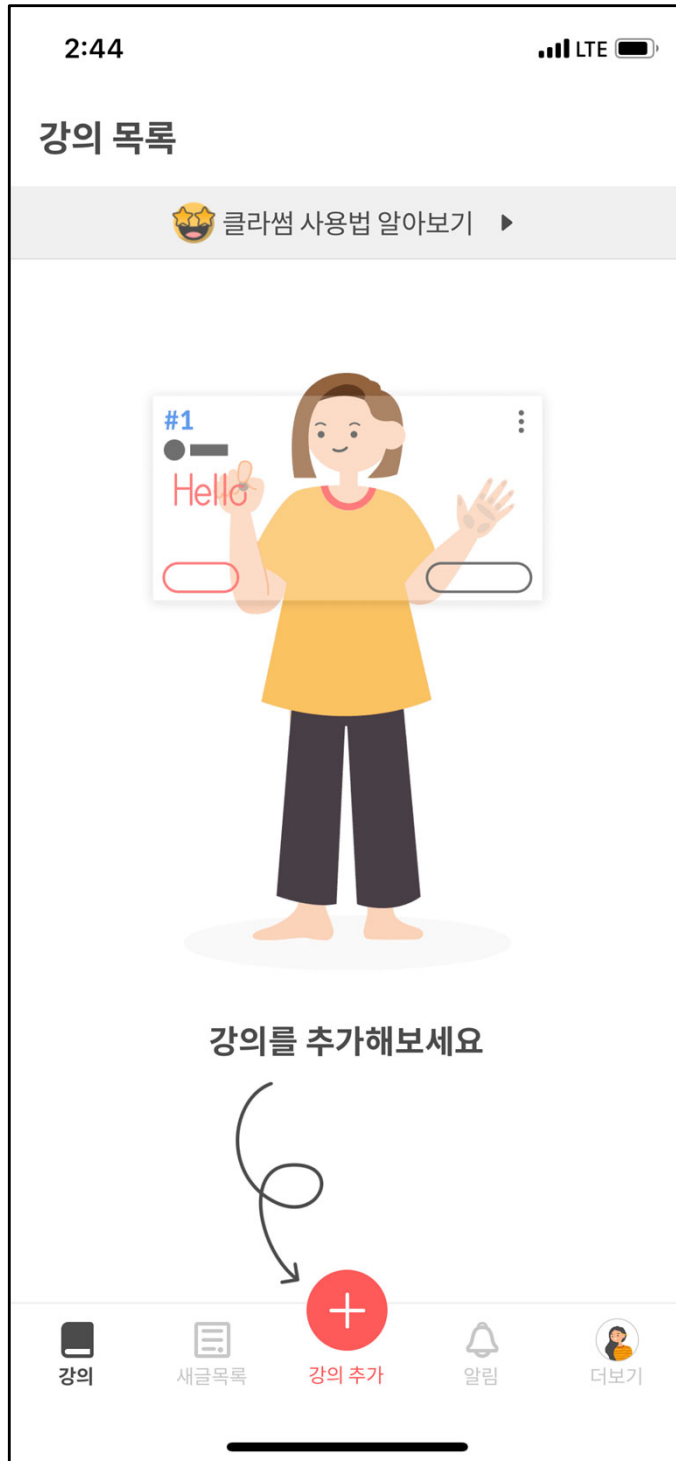 2:44
LTE
강의 목록
클라썸 사용법 알아보기
#1
Hello
강의를 추가해보세요
강의
새글목록
강의 추가
알림
더보기